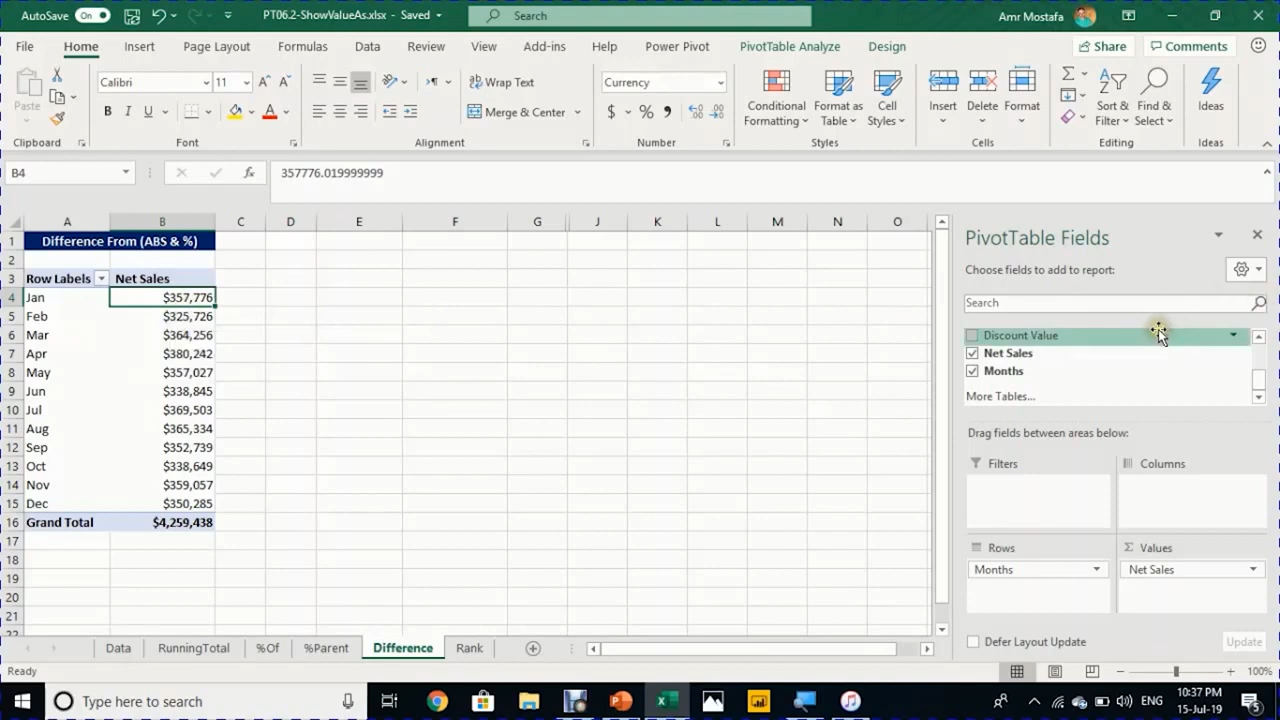 AutoSave On PT06.2-ShowValueAs.xlsx - Saved Search Amr Mostafa
File Home Insert Page Layout Formulas Data Review View Add-ins Help Power Pivot PivotTable Analyze Design Share Comments
Paste Calibri 11 Wrap Text Currency Conditional Formatting Format as Table Cell Styles Insert Delete Format Sort & Filter Find & Select Ideas
B I U A Merge & Center $ %
Clipboard Font Alignment Number Styles Cells Editing Ideas
B4 fx 357776.019999999
A B C D E F G J K L M N O
1 Difference From (ABS & %)
2
3 Row Labels Net Sales
4 Jan $357,776
5 Feb $325,726
6 Mar $364,256
7 Apr $380,242
8 May $357,027
9 Jun $338,845
10 Jul $369,503
11 Aug $365,334
12 Sep $352,739
13 Oct $338,649
14 Nov $359,057
15 Dec $350,285
16 Grand Total $4,259,438
17
18
19
20
21
22
PivotTable Fields
Choose fields to add to report:
Search
Discount Value
Net Sales
Months
More Tables...
Drag fields between areas below:
Filters Columns
Rows Σ Values
Months Net Sales
Defer Layout Update Update
Data RunningTotal %Of %Parent Difference Rank
Ready 100%
Type here to search ENG 10:37 PM
15-Jul-19 5